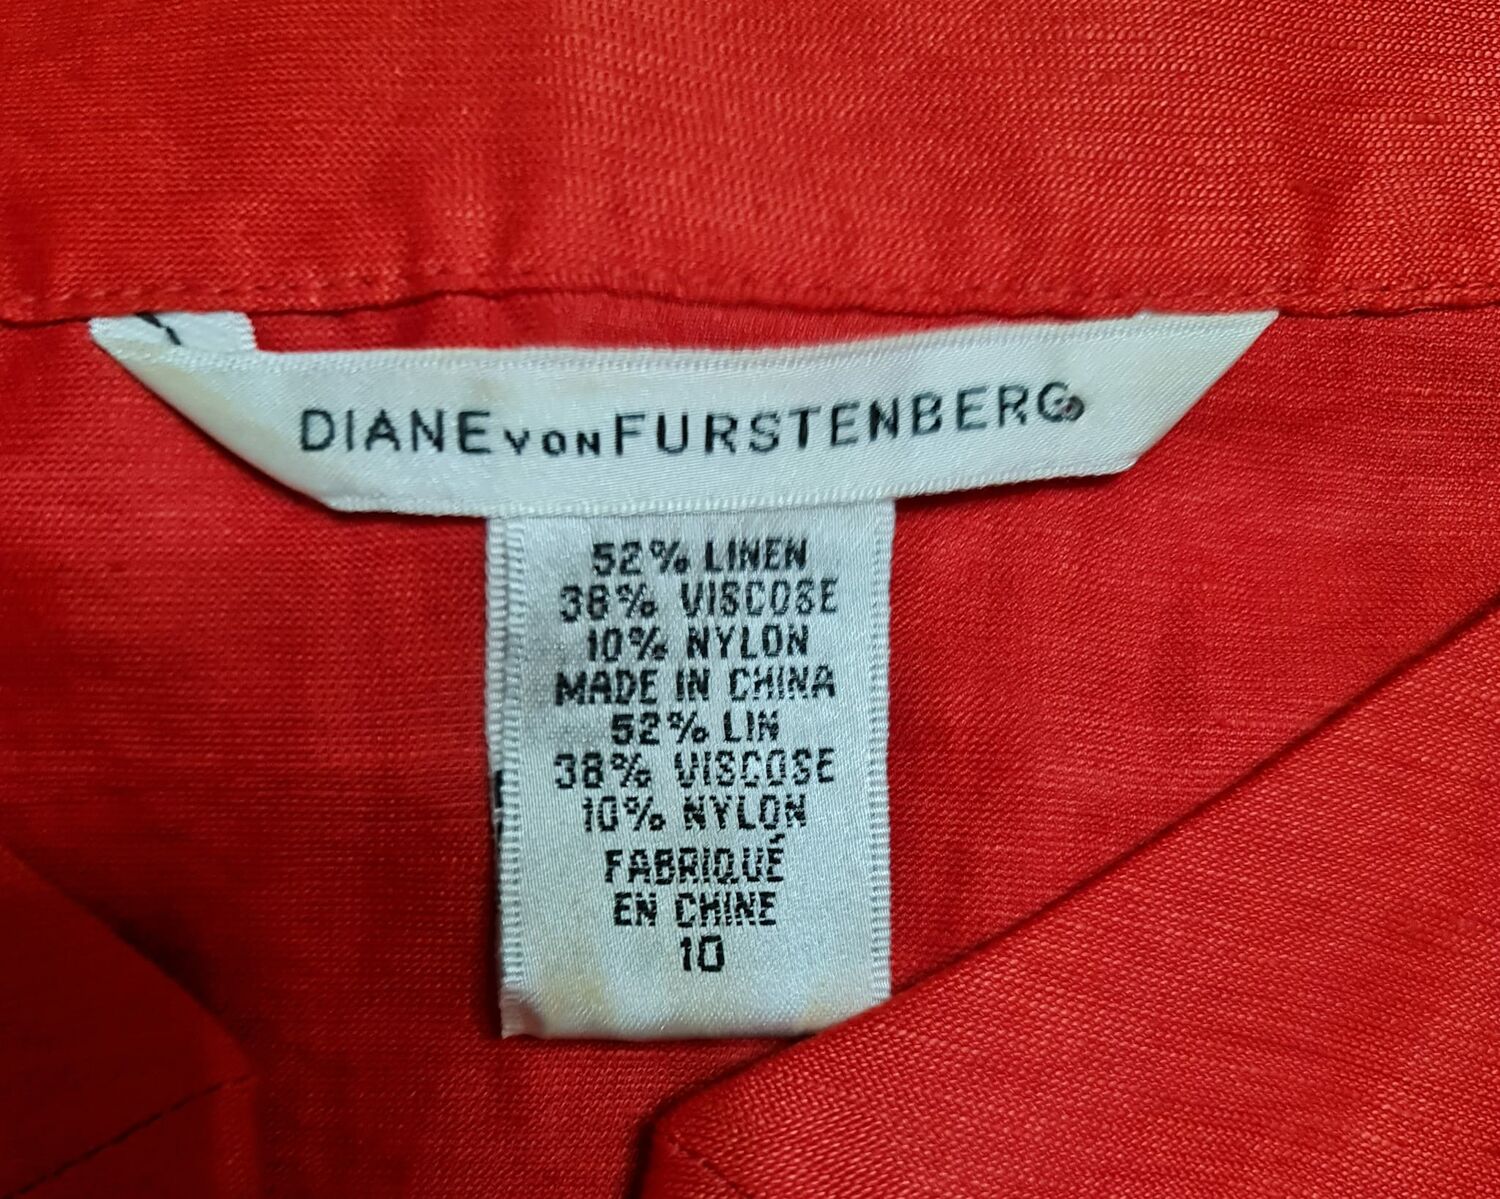 DIANE VON FURSTENBERG
52% LINEN
38% VISCOSE
10% NYLON
MADE IN CHINA
52% LIN
38% VISCOSE
10% NYLON
FABRIQUÉ
EN CHINE
10